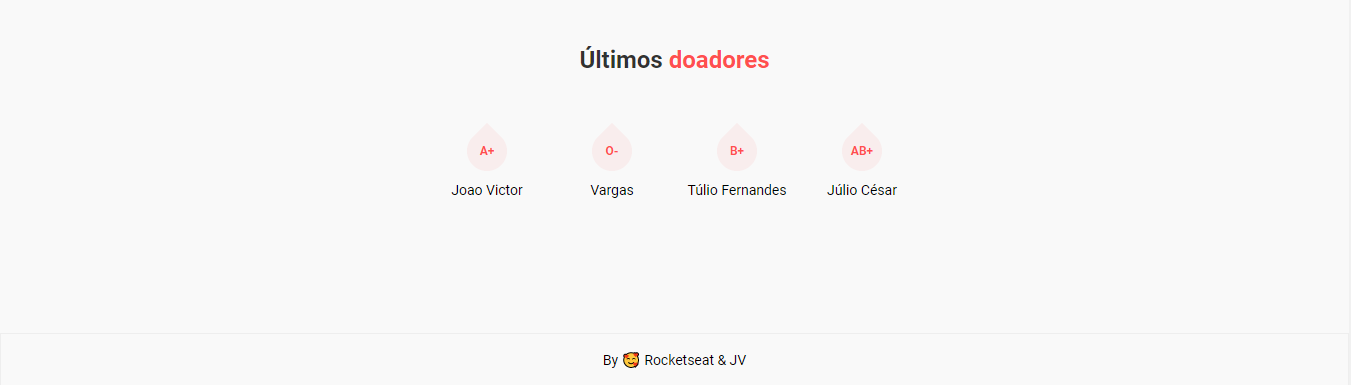 Últimos doadores
A+ O- B+ AB+
Joao Victor Vargas Túlio Fernandes Júlio César
By 🥰 Rocketseat & JV